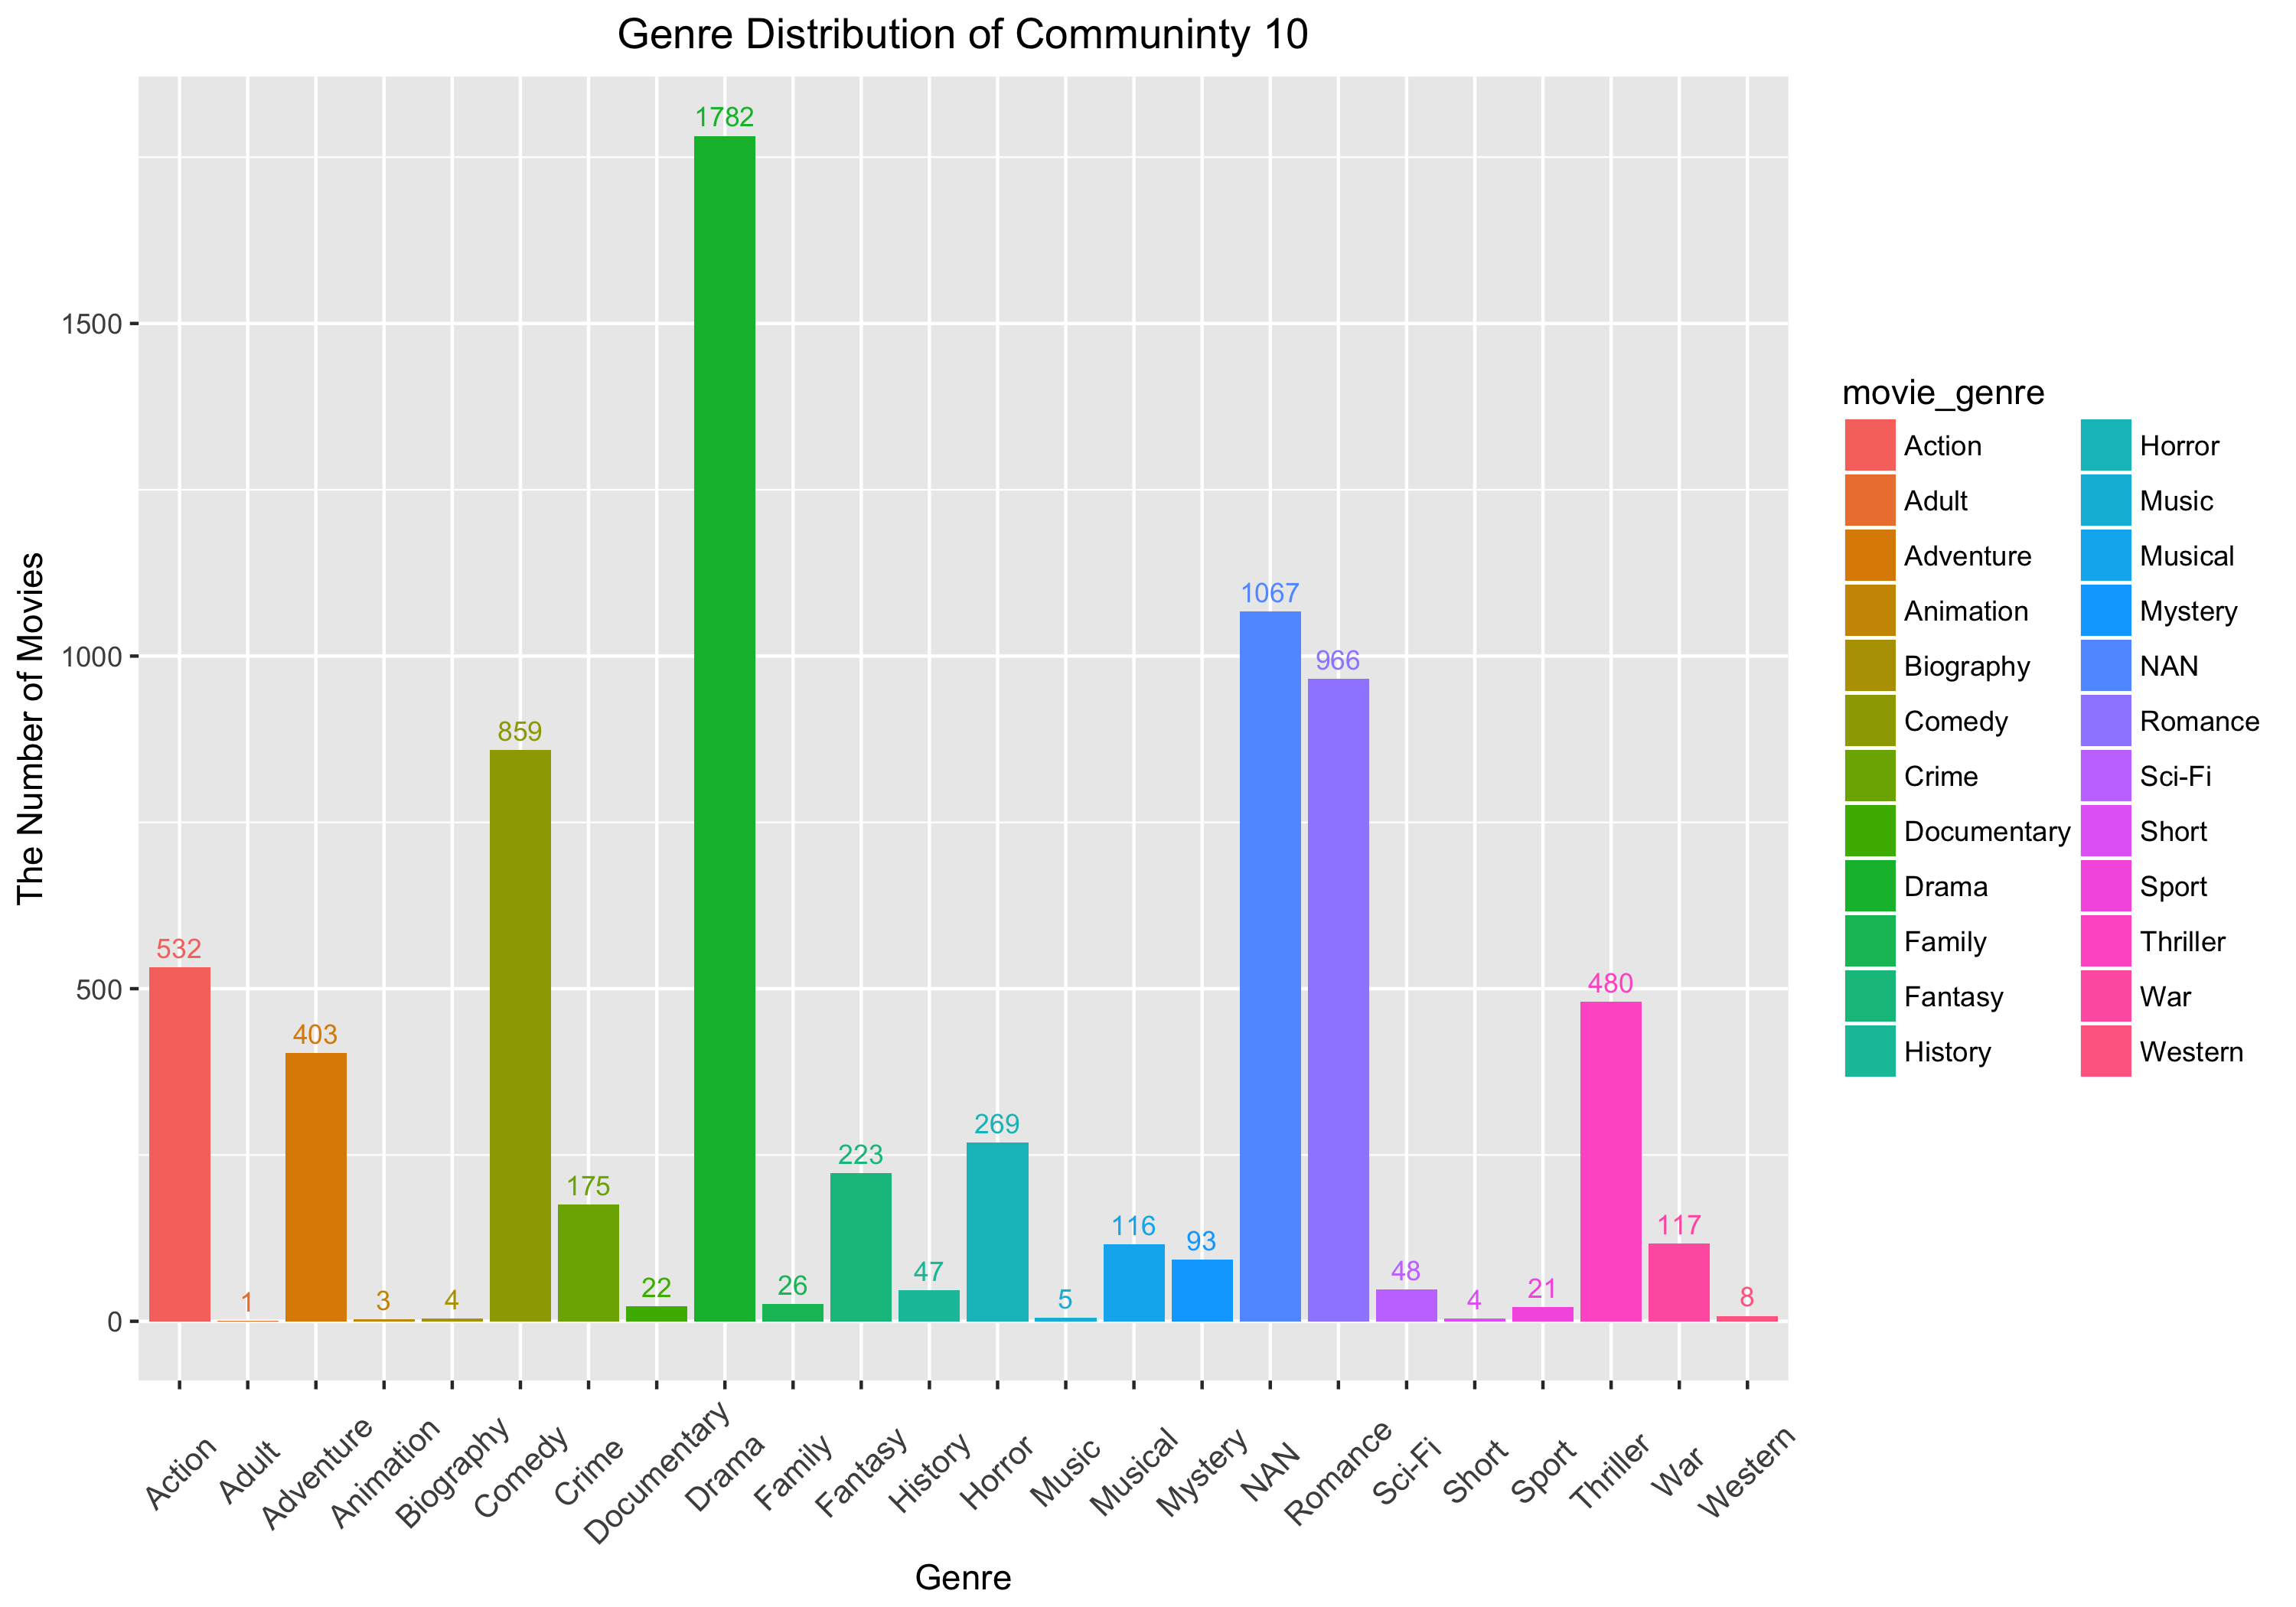 Genre Distribution of Communinty 10
The Number of Movies
1500
1000
500
0
532
1
403
3
4
859
175
22
1782
26
223
47
269
5
116
93
1067
966
48
4
21
480
117
8
Action
Adult
Adventure
Animation
Biography
Comedy
Crime
Documentary
Drama
Family
Fantasy
History
Horror
Music
Musical
Mystery
NAN
Romance
Sci-Fi
Short
Sport
Thriller
War
Western
Genre
movie_genre
Action
Adult
Adventure
Animation
Biography
Comedy
Crime
Documentary
Drama
Family
Fantasy
History
Horror
Music
Musical
Mystery
NAN
Romance
Sci-Fi
Short
Sport
Thriller
War
Western